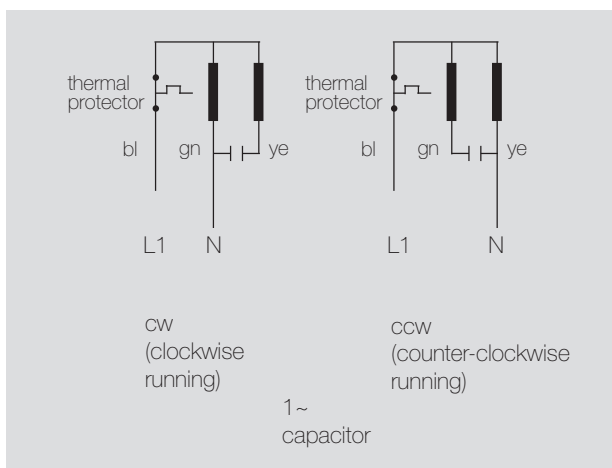 thermal
protector
bl gn ye
L1 N
cw
(clockwise
running)
thermal
protector
bl gn ye
L1 N
ccw
(counter-clockwise
running)
1~
capacitor